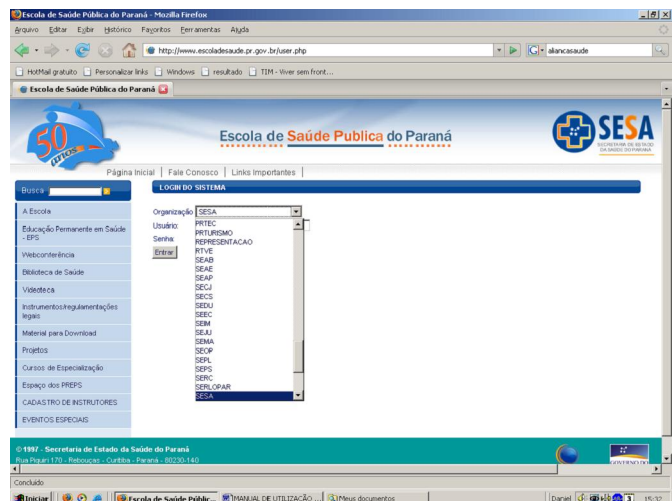 Escola de Saúde Pública do Paraná - Mozilla Firefox
Arquivo Editar Exibir Histórico Favoritos Ferramentas Ajuda
http://www.escoladesaude.pr.gov.br/user.php
aliancasaude
HotMail gratuito Personalizar links Windows resultado TIM - Viver sem front...
Escola de Saúde Pública do Paraná
50 anos
Escola de Saúde Publica do Paraná
SESA
SECRETARIA DE ESTADO
DA SAÚDE DO PARANÁ
Página Inicial | Fale Conosco | Links Importantes |
Busca
LOGIN DO SISTEMA
A Escola
Educação Permanente em Saúde
- EPS
Webconferência
Biblioteca de Saúde
Videoteca
Instrumentos/regulamentações
legais
Material para Download
Projetos
Cursos de Especialização
Espaço dos PREPS
CADASTRO DE INSTRUTORES
EVENTOS ESPECIAIS
Organização SESA
Usuário:
Senha:
Entrar
PRTEC
PRTURISMO
REPRESENTACAO
RTVE
SEAB
SEAE
SEAP
SECJ
SECS
SEDU
SEEC
SEIM
SEJU
SEMA
SEOP
SEPL
SEPS
SERC
SERLOPAR
SESA
© 1997 - Secretaria de Estado da Saúde do Paraná
Rua Piquiri 170 - Rebouças - Curitiba - Paraná - 80230-140
GOVERNO DO
Concluído
Iniciar Escola de Saúde Públic... MANUAL DE UTILIZAÇÃO ... Meus documentos Daniel 15:32